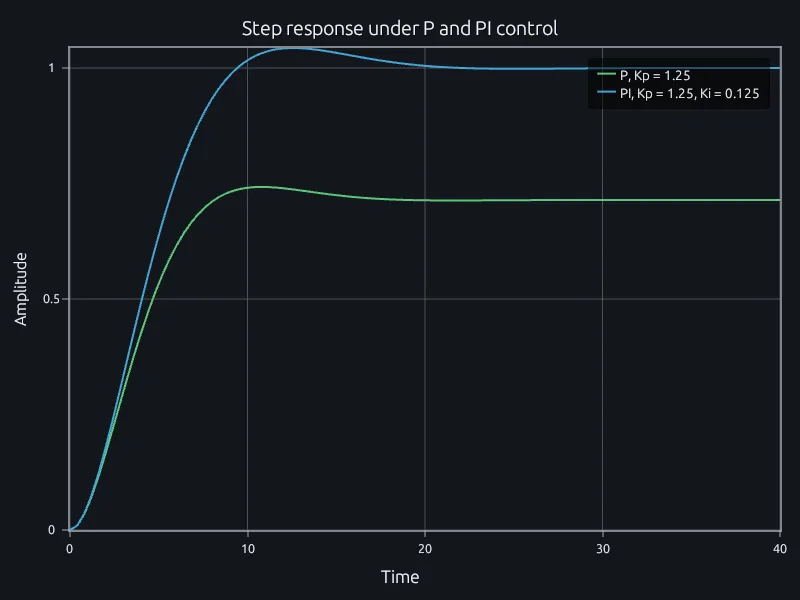 Step response under P and PI control
P, Kp = 1.25
PI, Kp = 1.25, Ki = 0.125
Amplitude
1
0.5
0
0 10 20 30 40
Time